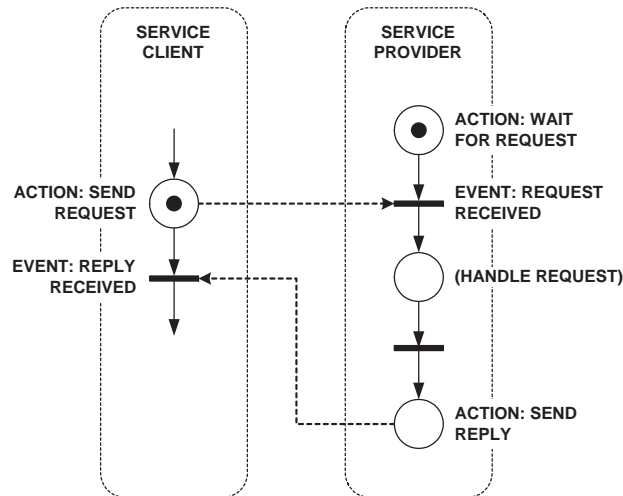 SERVICE
CLIENT
SERVICE
PROVIDER
ACTION: WAIT
FOR REQUEST
ACTION: SEND
REQUEST
EVENT: REQUEST
RECEIVED
EVENT: REPLY
RECEIVED
(HANDLE REQUEST)
ACTION: SEND
REPLY